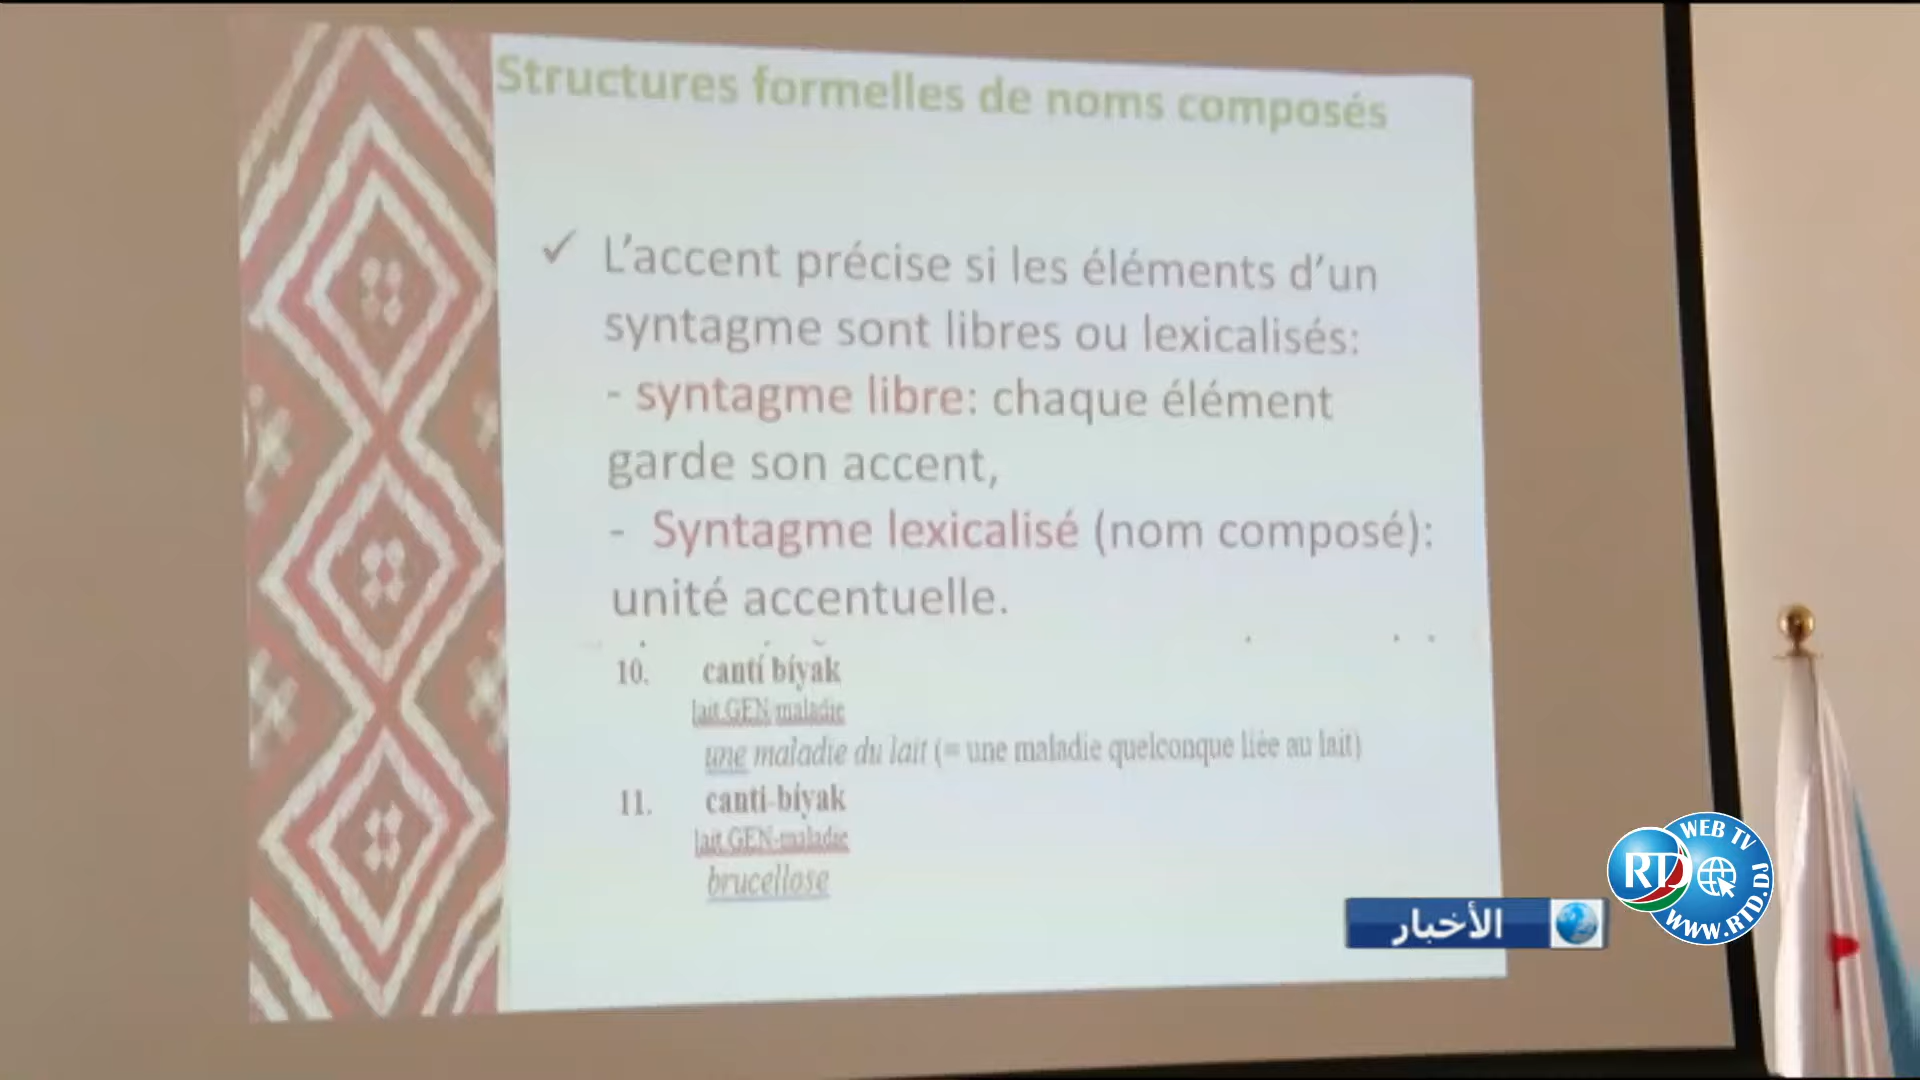 Structures formelles de noms composés
✓ L'accent précise si les éléments d'un
syntagme sont libres ou lexicalisés:
- syntagme libre: chaque élément
garde son accent,
- Syntagme lexicalisé (nom composé):
unité accentuelle.
10. cantí bíyak
lait.GEN maladie
une maladie du lait (= une maladie quelconque liée au lait)
11. canti-bíyak
lait.GEN-maladie
brucellose
الأخبار
RTD
WEB TV
WWW.RTD.DJ